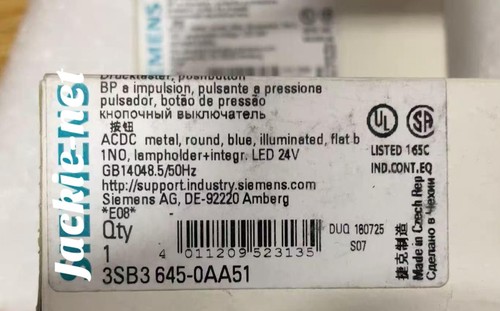 SIEMENS
Drucktaster, pushbutton
BP a impulsion, pulsante a pressione
pulsador, botão de pressão
кнопочный выключатель
按钮
ACDC metal, round, blue, illuminated, flat b
1NO, lampholder+integr. LED 24V
GB14048.5/50Hz
http://support.industry.siemens.com
Siemens AG, DE-92220 Amberg
*E08*
Qty
1
4 011209 523135
3SB3 645-0AA51
DUQ 160725
S07
UL SA
LISTED 165C
IND.CONT.EQ
Made in Czech Rep
Сделано в Чехии
捷克制造
Jackle Net